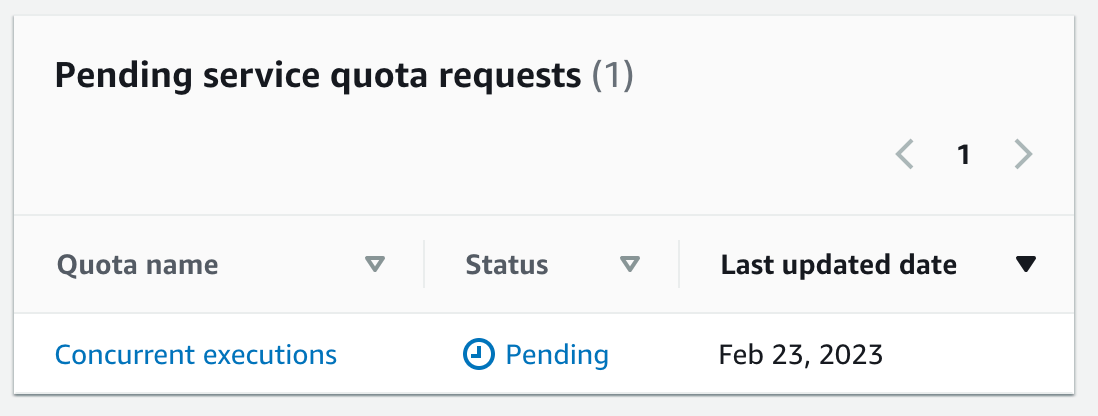 Pending service quota requests (1)
1
Quota name Status Last updated date
Concurrent executions Pending Feb 23, 2023